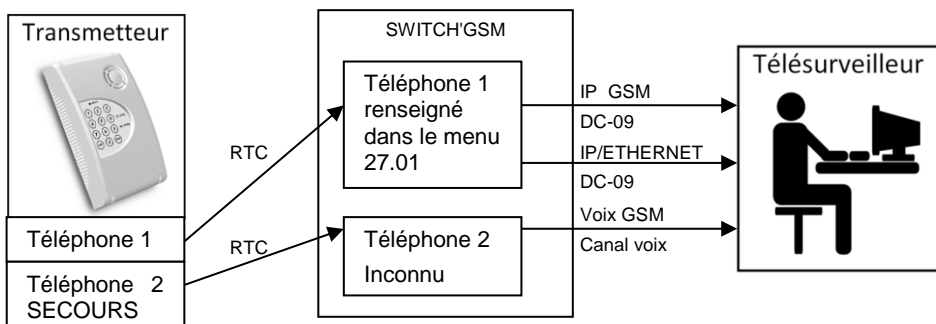 Transmetteur
Téléphone 1
Téléphone 2
SECOURS
RTC
RTC
SWITCH'GSM
Téléphone 1
renseigné
dans le menu
27.01
Téléphone 2
Inconnu
IP GSM
DC-09
IP/ETHERNET
DC-09
Voix GSM
Canal voix
Télésurveilleur